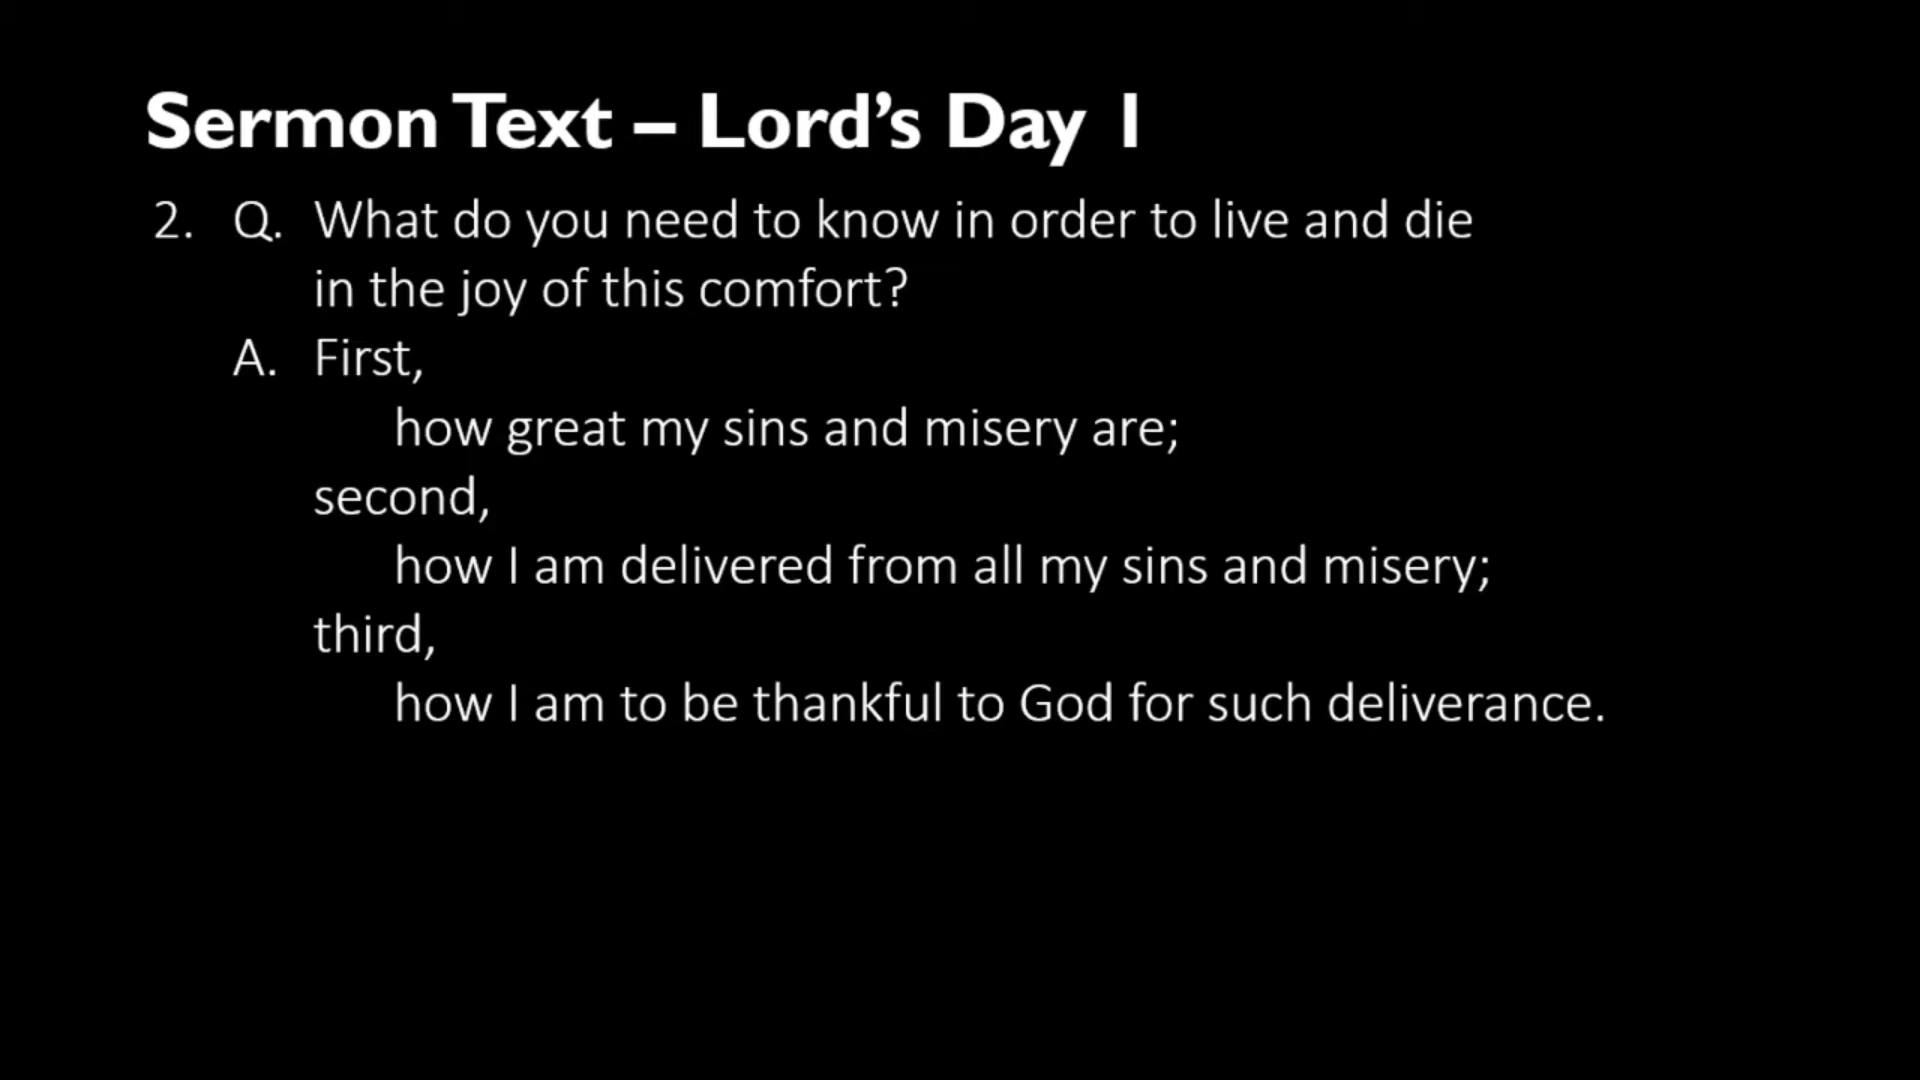 Sermon Text – Lord’s Day 1
2. Q. What do you need to know in order to live and die
in the joy of this comfort?
A. First,
how great my sins and misery are;
second,
how I am delivered from all my sins and misery;
third,
how I am to be thankful to God for such deliverance.